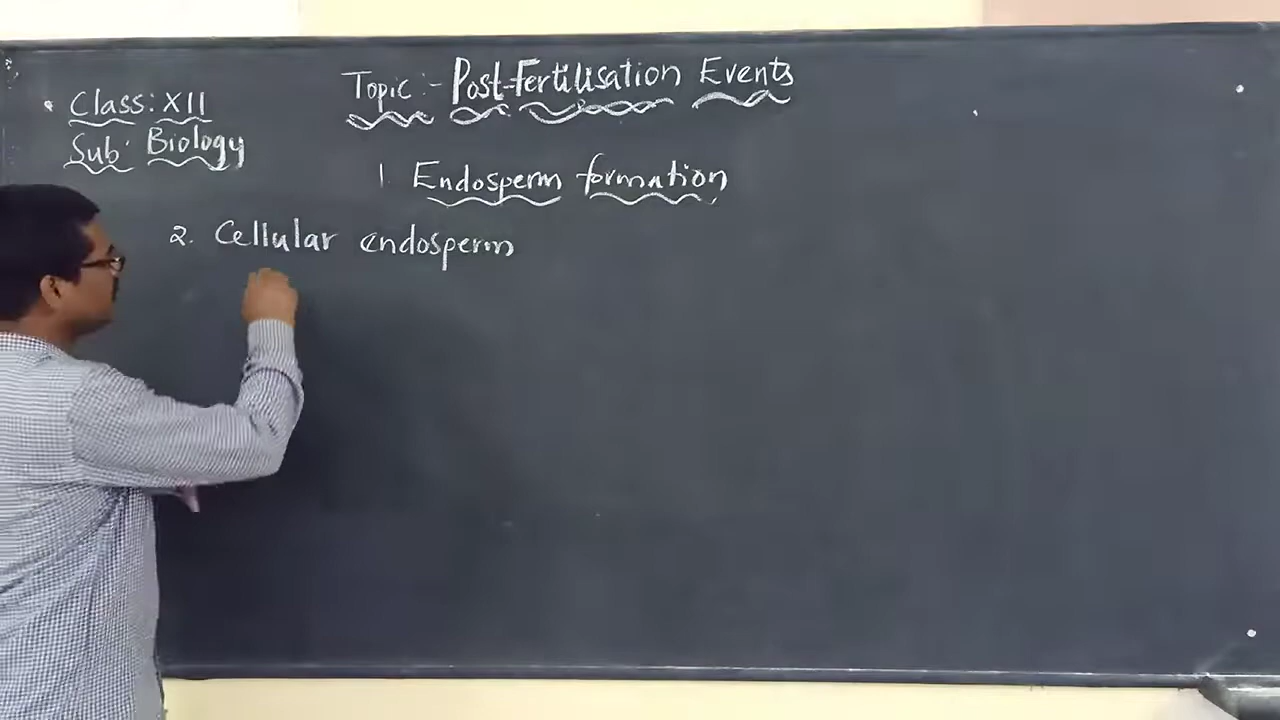 Topic :- Post-Fertilisation Events
Class: XII
Sub: Biology
1. Endosperm formation
2. Cellular endosperm